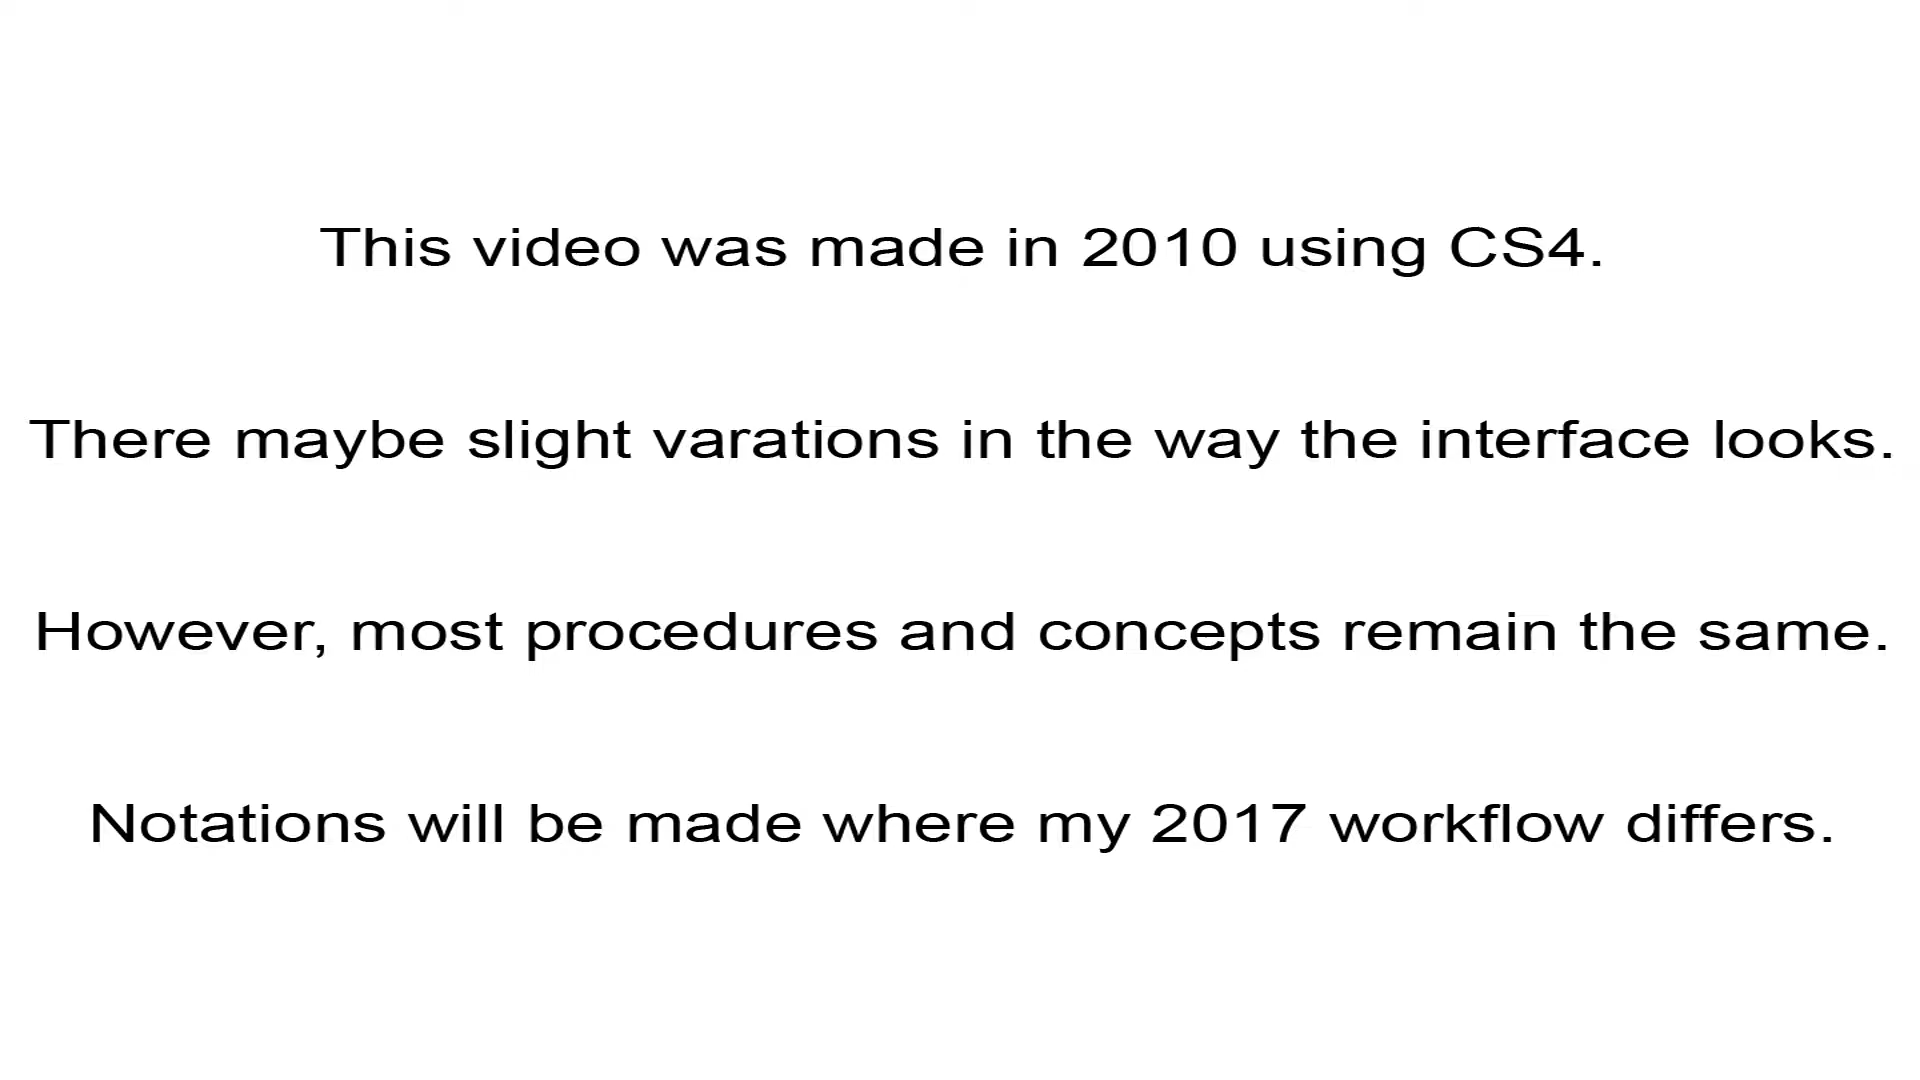 This video was made in 2010 using CS4.
There maybe slight varations in the way the interface looks.
However, most procedures and concepts remain the same.
Notations will be made where my 2017 workflow differs.